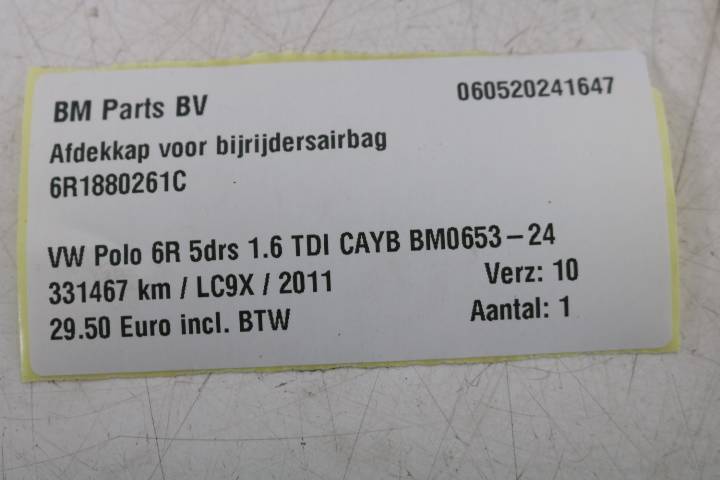 BM Parts BV 060520241647
Afdekkap voor bijrijdersairbag
6R1880261C
VW Polo 6R 5drs 1.6 TDI CAYB BM0653-24
331467 km / LC9X / 2011 Verz: 10
29.50 Euro incl. BTW Aantal: 1